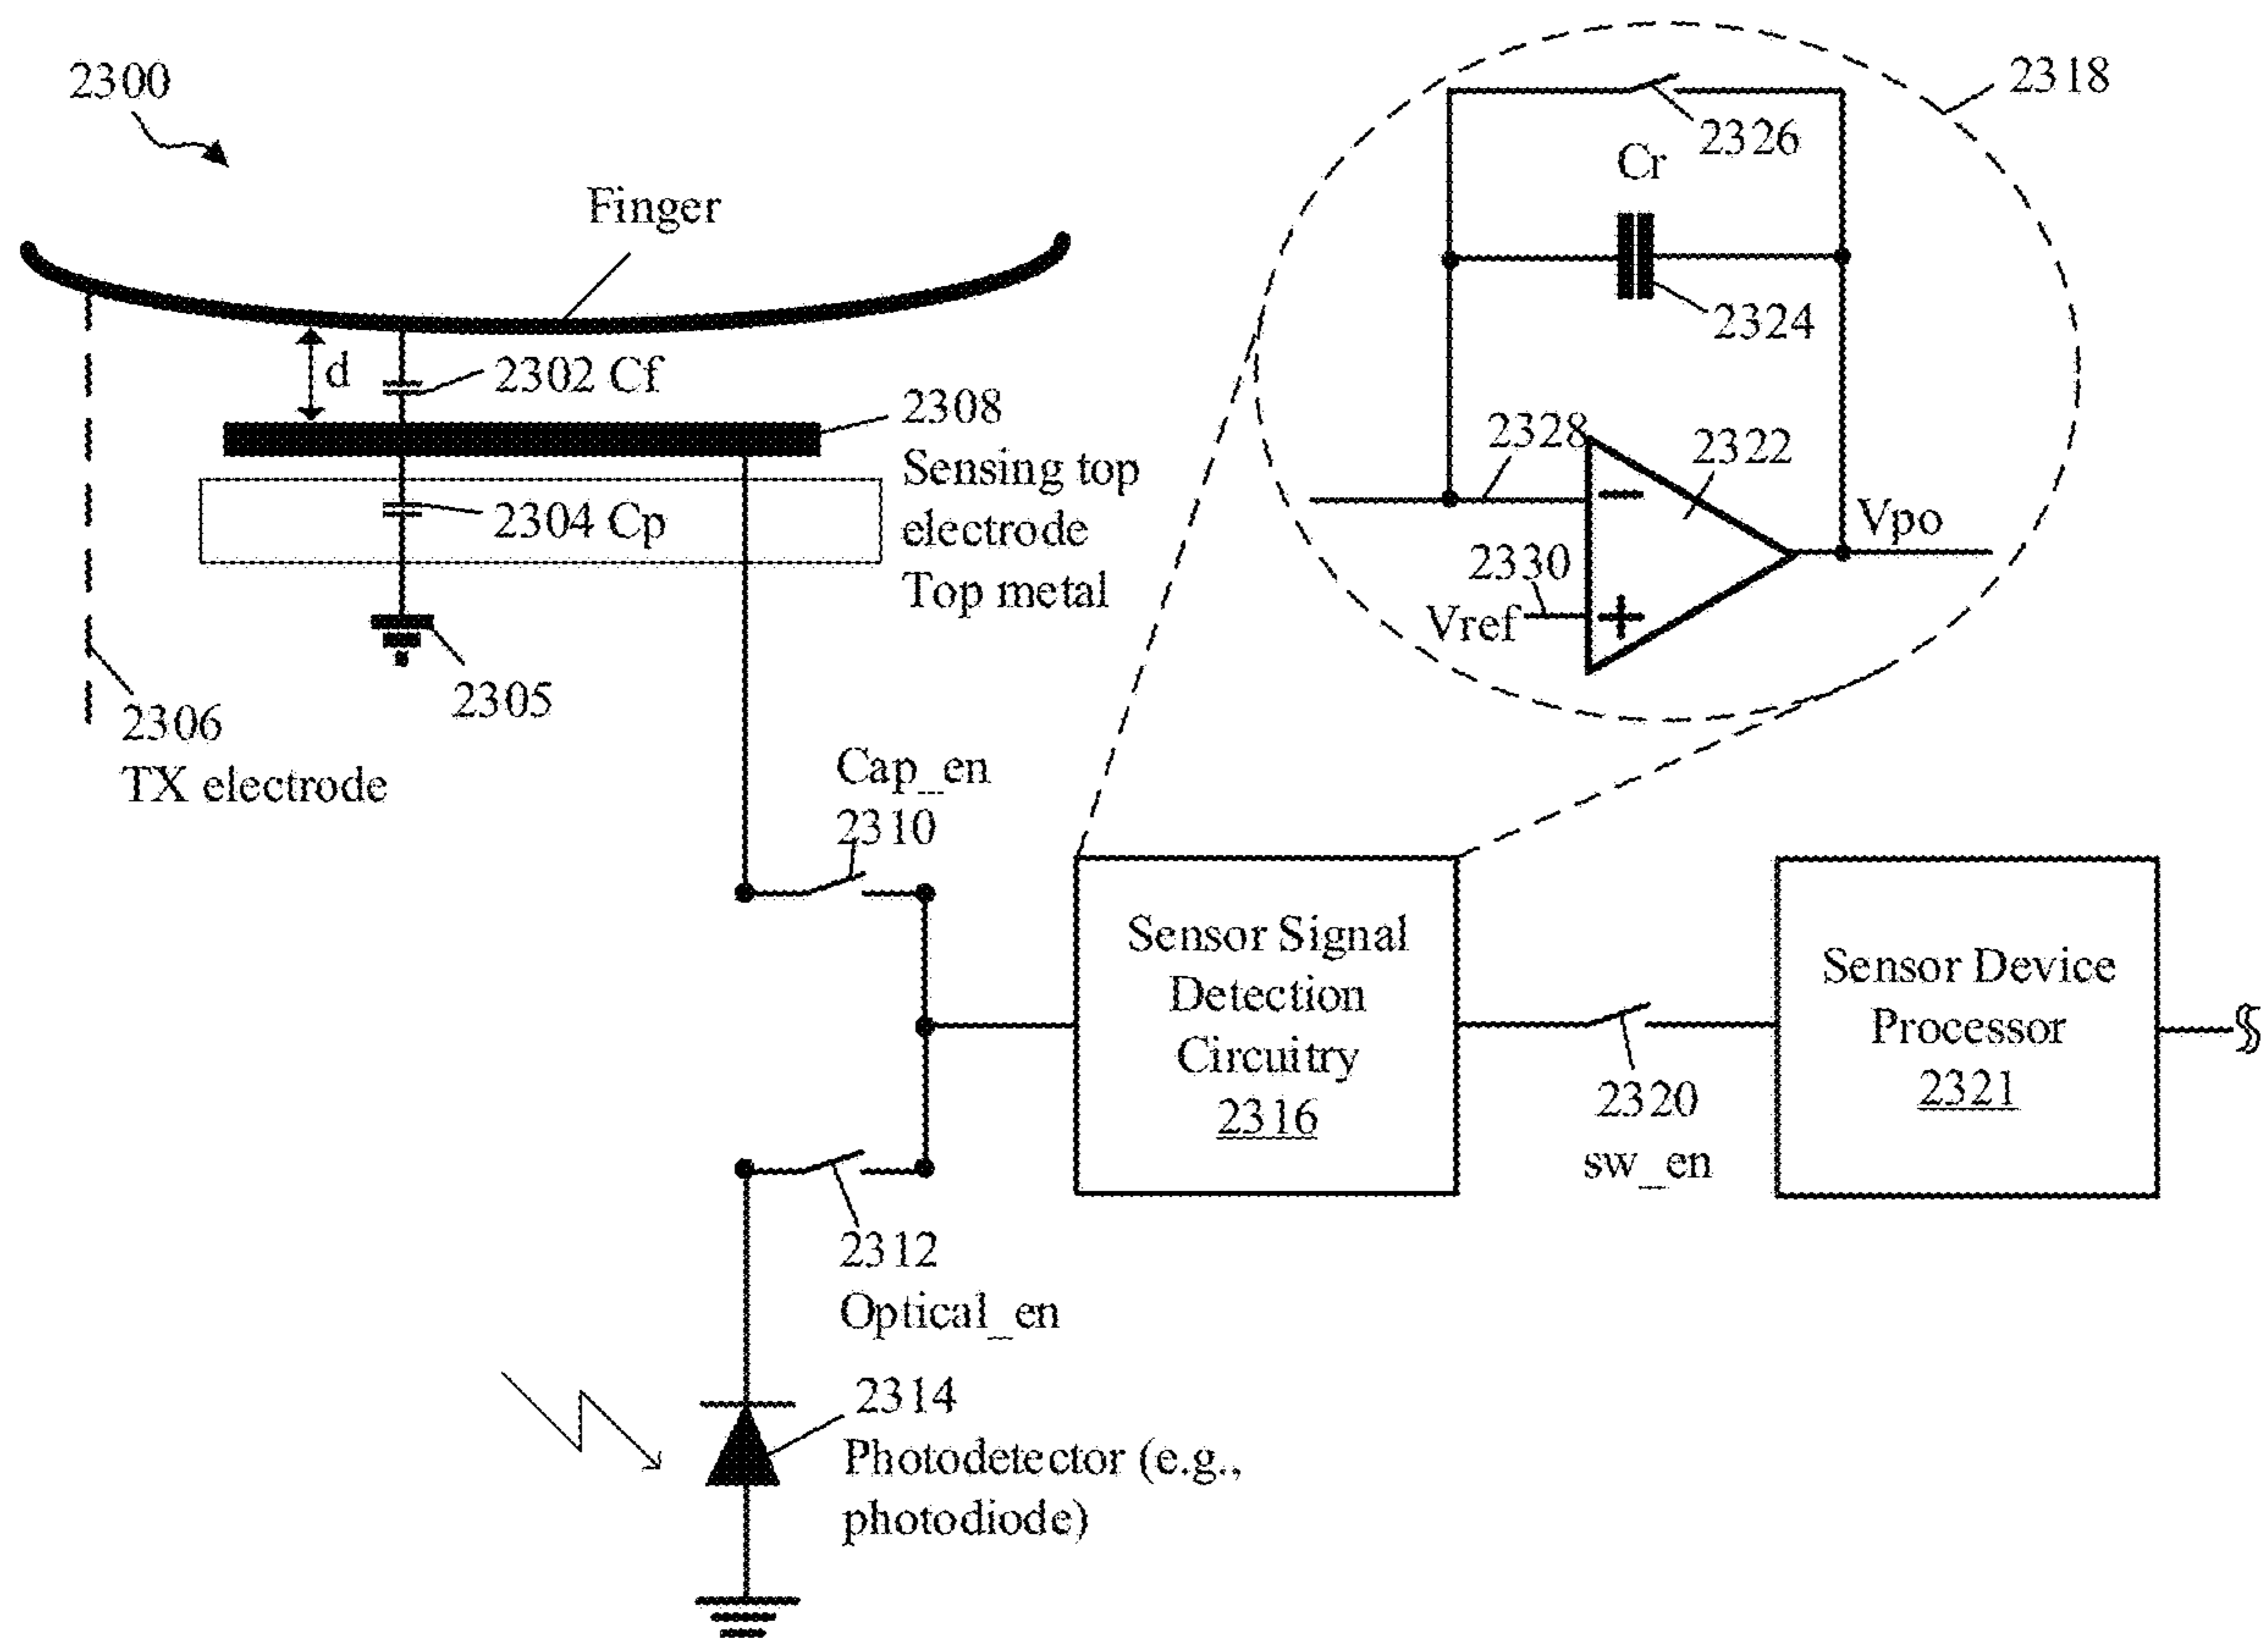 2300
2318
2326
Cr
Finger
2324
d
2302 Cf
2308
Sensing top
electrode
Top metal
2328
2322
−
2304 Cp
Vpo
2330
Vref
+
2305
2306
TX electrode
Cap_en
2310
Sensor Signal
Detection
Circuitry
2316
Sensor Device
Processor
2321
2320
sw_en
2312
Optical_en
2314
Photodetector (e.g.,
photodiode)